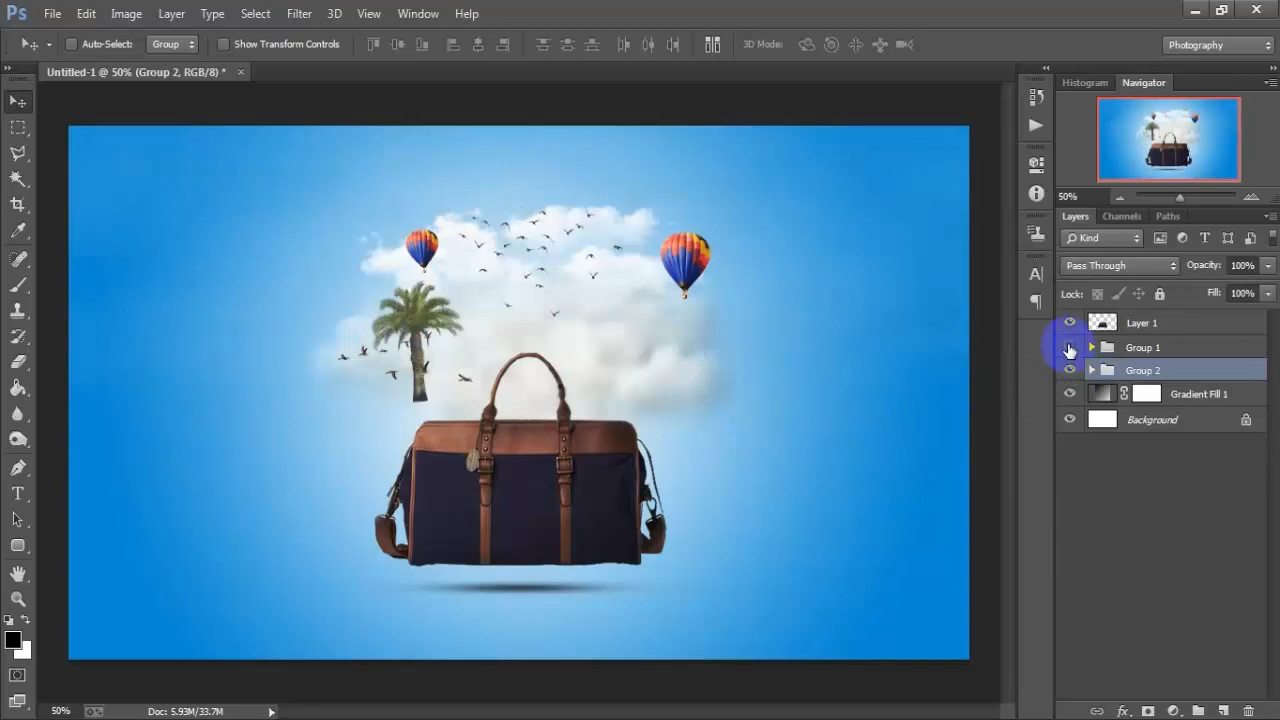 Ps File Edit Image Layer Type Select Filter 3D View Window Help
Auto-Select: Group Show Transform Controls 3D Mode: Photography
Untitled-1 @ 50% (Group 2, RGB/8) * ×
Histogram Navigator
50%
Layers Channels Paths
Kind T
Pass Through Opacity: 100%
Lock: Fill: 100%
Layer 1
Group 1
Group 2
Gradient Fill 1
Background
50% Doc: 5.93M/33.7M